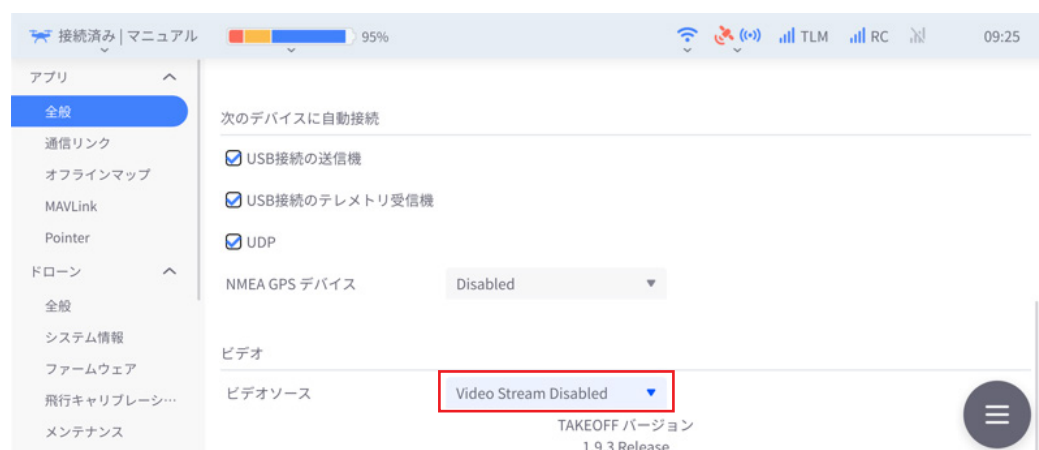 接続済み | マニュアル 95% TLM RC 09:25
アプリ
全般
通信リンク
オフラインマップ
MAVLink
Pointer
ドローン
全般
システム情報
ファームウェア
飛行キャリブレーシ…
メンテナンス
次のデバイスに自動接続
USB接続の送信機
USB接続のテレメトリ受信機
UDP
NMEA GPS デバイス Disabled
ビデオ
ビデオソース Video Stream Disabled
TAKEOFF バージョン
1.9.3 Release